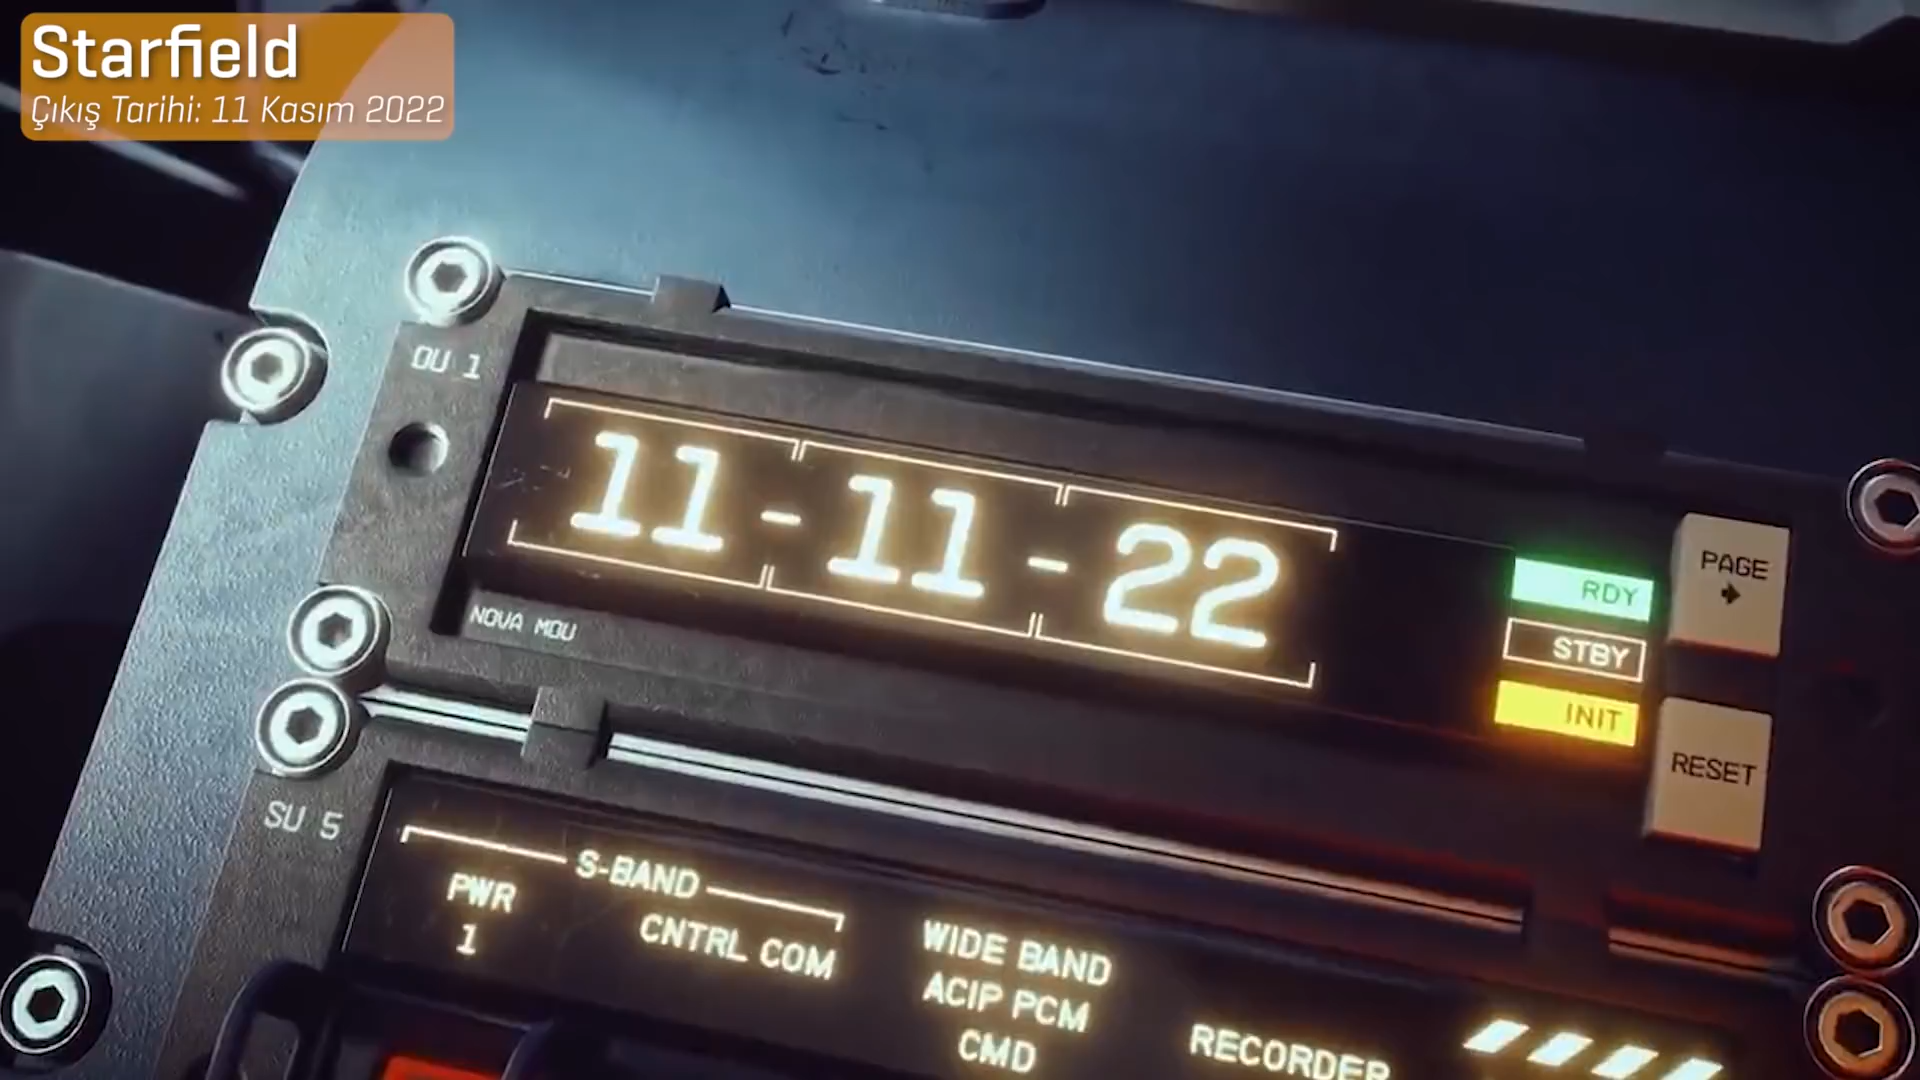 Starfield
Çıkış Tarihi: 11 Kasım 2022
OU 1
11-11-22
RDY
STBY
INIT
PAGE
RESET
NOVA MDU
SU 5
S-BAND
PWR
1
CNTRL COM
WIDE BAND
ACIP PCM
CMD
RECORDER